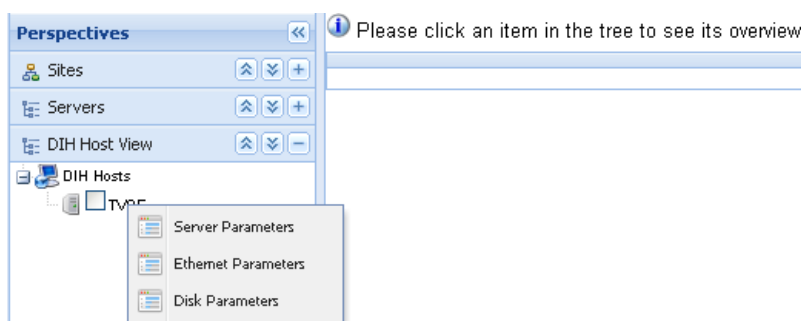 Perspectives
Please click an item in the tree to see its overview
Sites
Servers
DIH Host View
DIH Hosts
Server Parameters
Ethernet Parameters
Disk Parameters